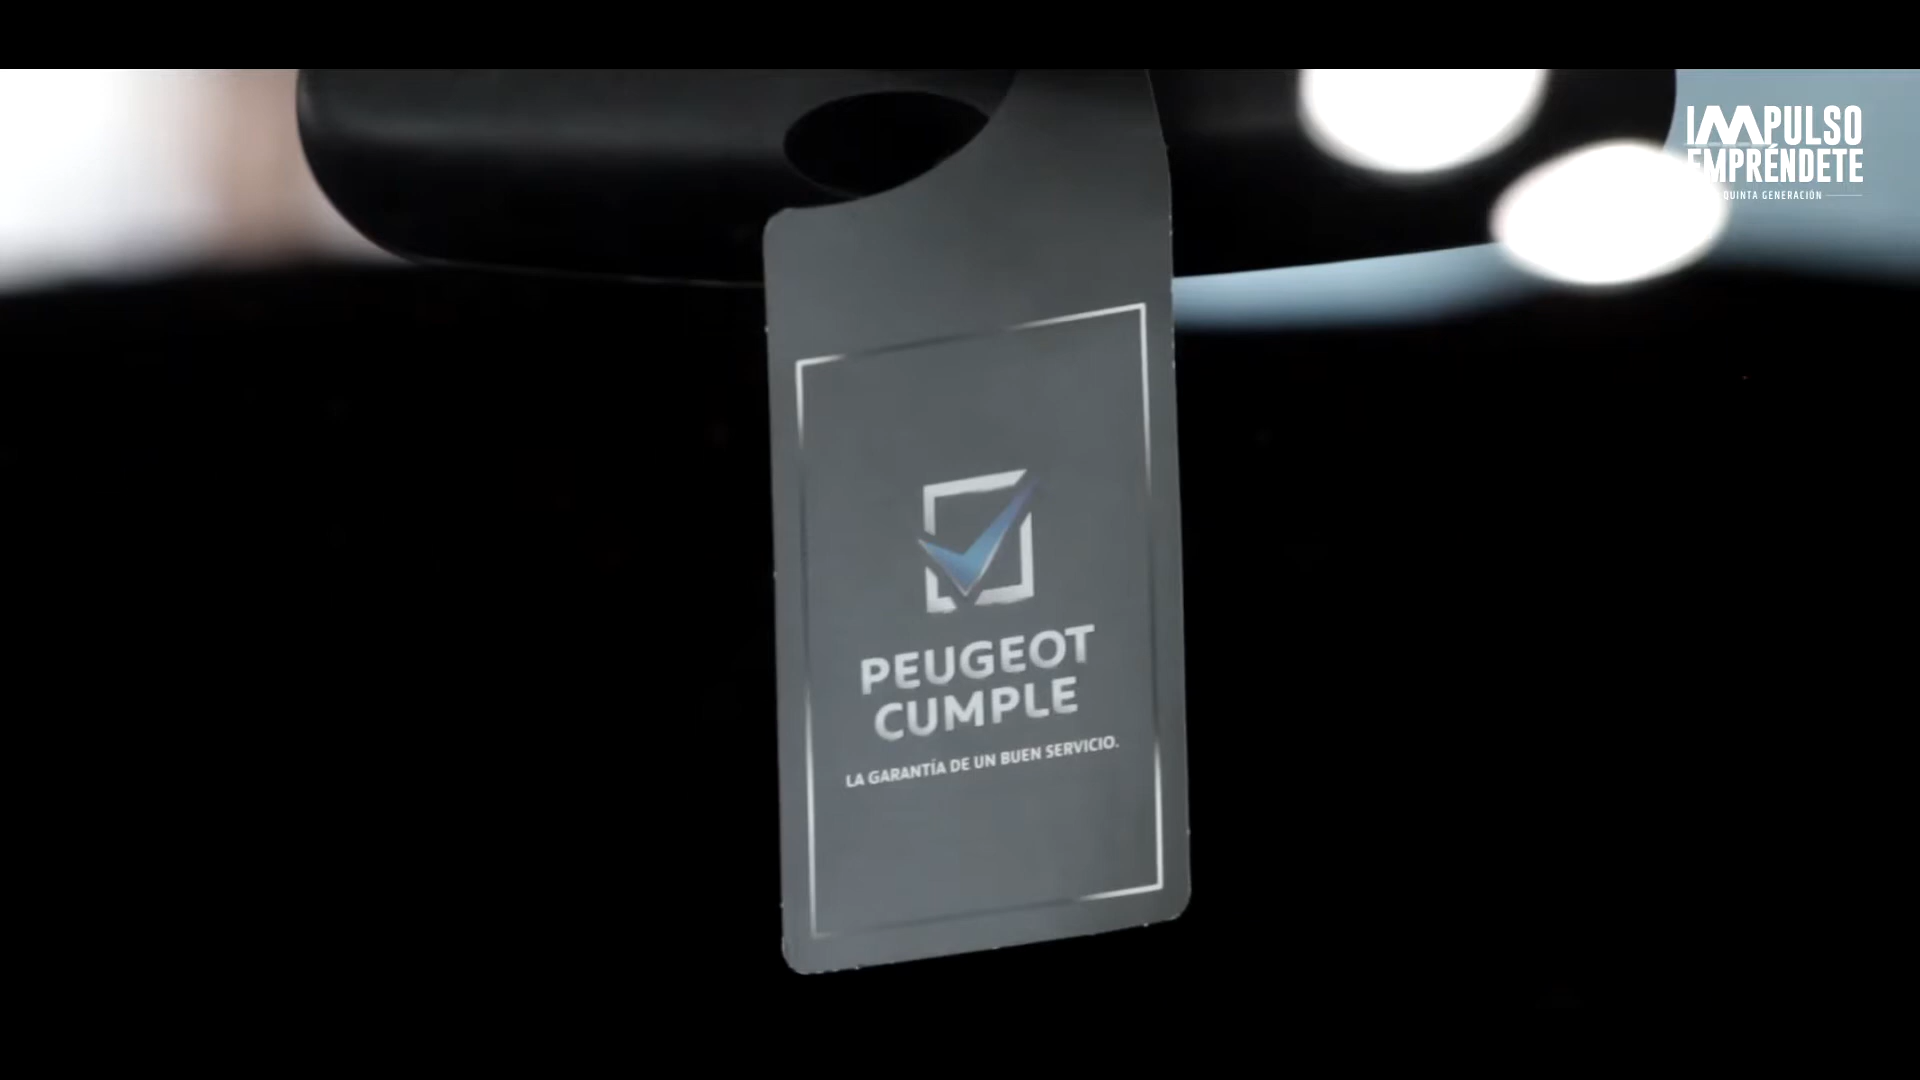 IMPULSO
EMPRÉNDETE
QUINTA GENERACIÓN
PEUGEOT
CUMPLE
LA GARANTÍA DE UN BUEN SERVICIO.